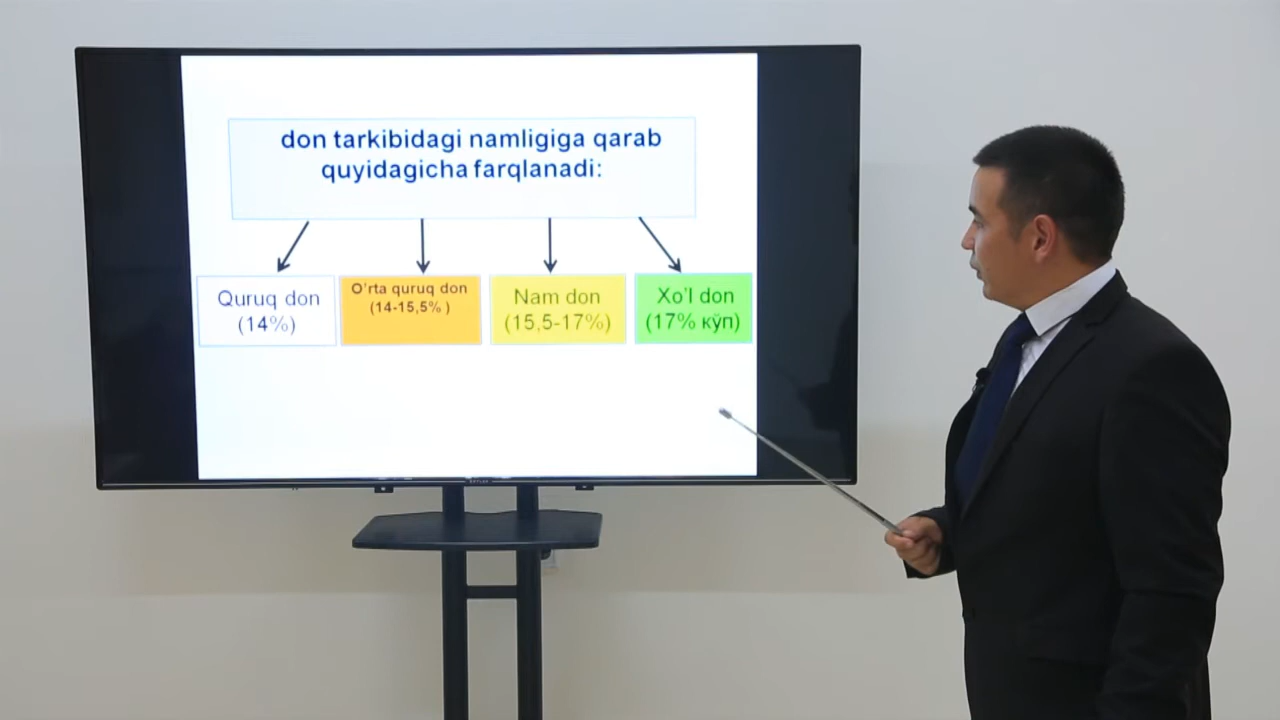 don tarkibidagi namligiga qarab
quyidagicha farqlanadi:
Quruq don
(14%)
O'rta quruq don
(14-15,5% )
Nam don
(15,5-17%)
Xo'l don
(17% кўп)